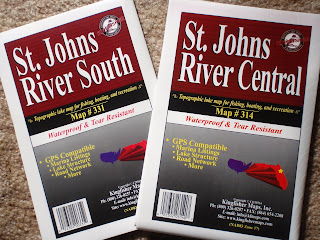 St. Johns
River South
Topographic lake map for fishing, boating, and recreation
Map # 331
Waterproof & Tear Resistant
• GPS Compatible
• Marina Listings
• Lake Structure
• Road Network
• More
Kingfisher Maps, Inc.
St. Johns
River Central
Topographic lake map for fishing, boating, and recreation
Map # 314
Waterproof & Tear Resistant
• GPS Compatible
• Marina Listings
• Lake Structure
• Road Network
• More
Kingfisher Maps, Inc.